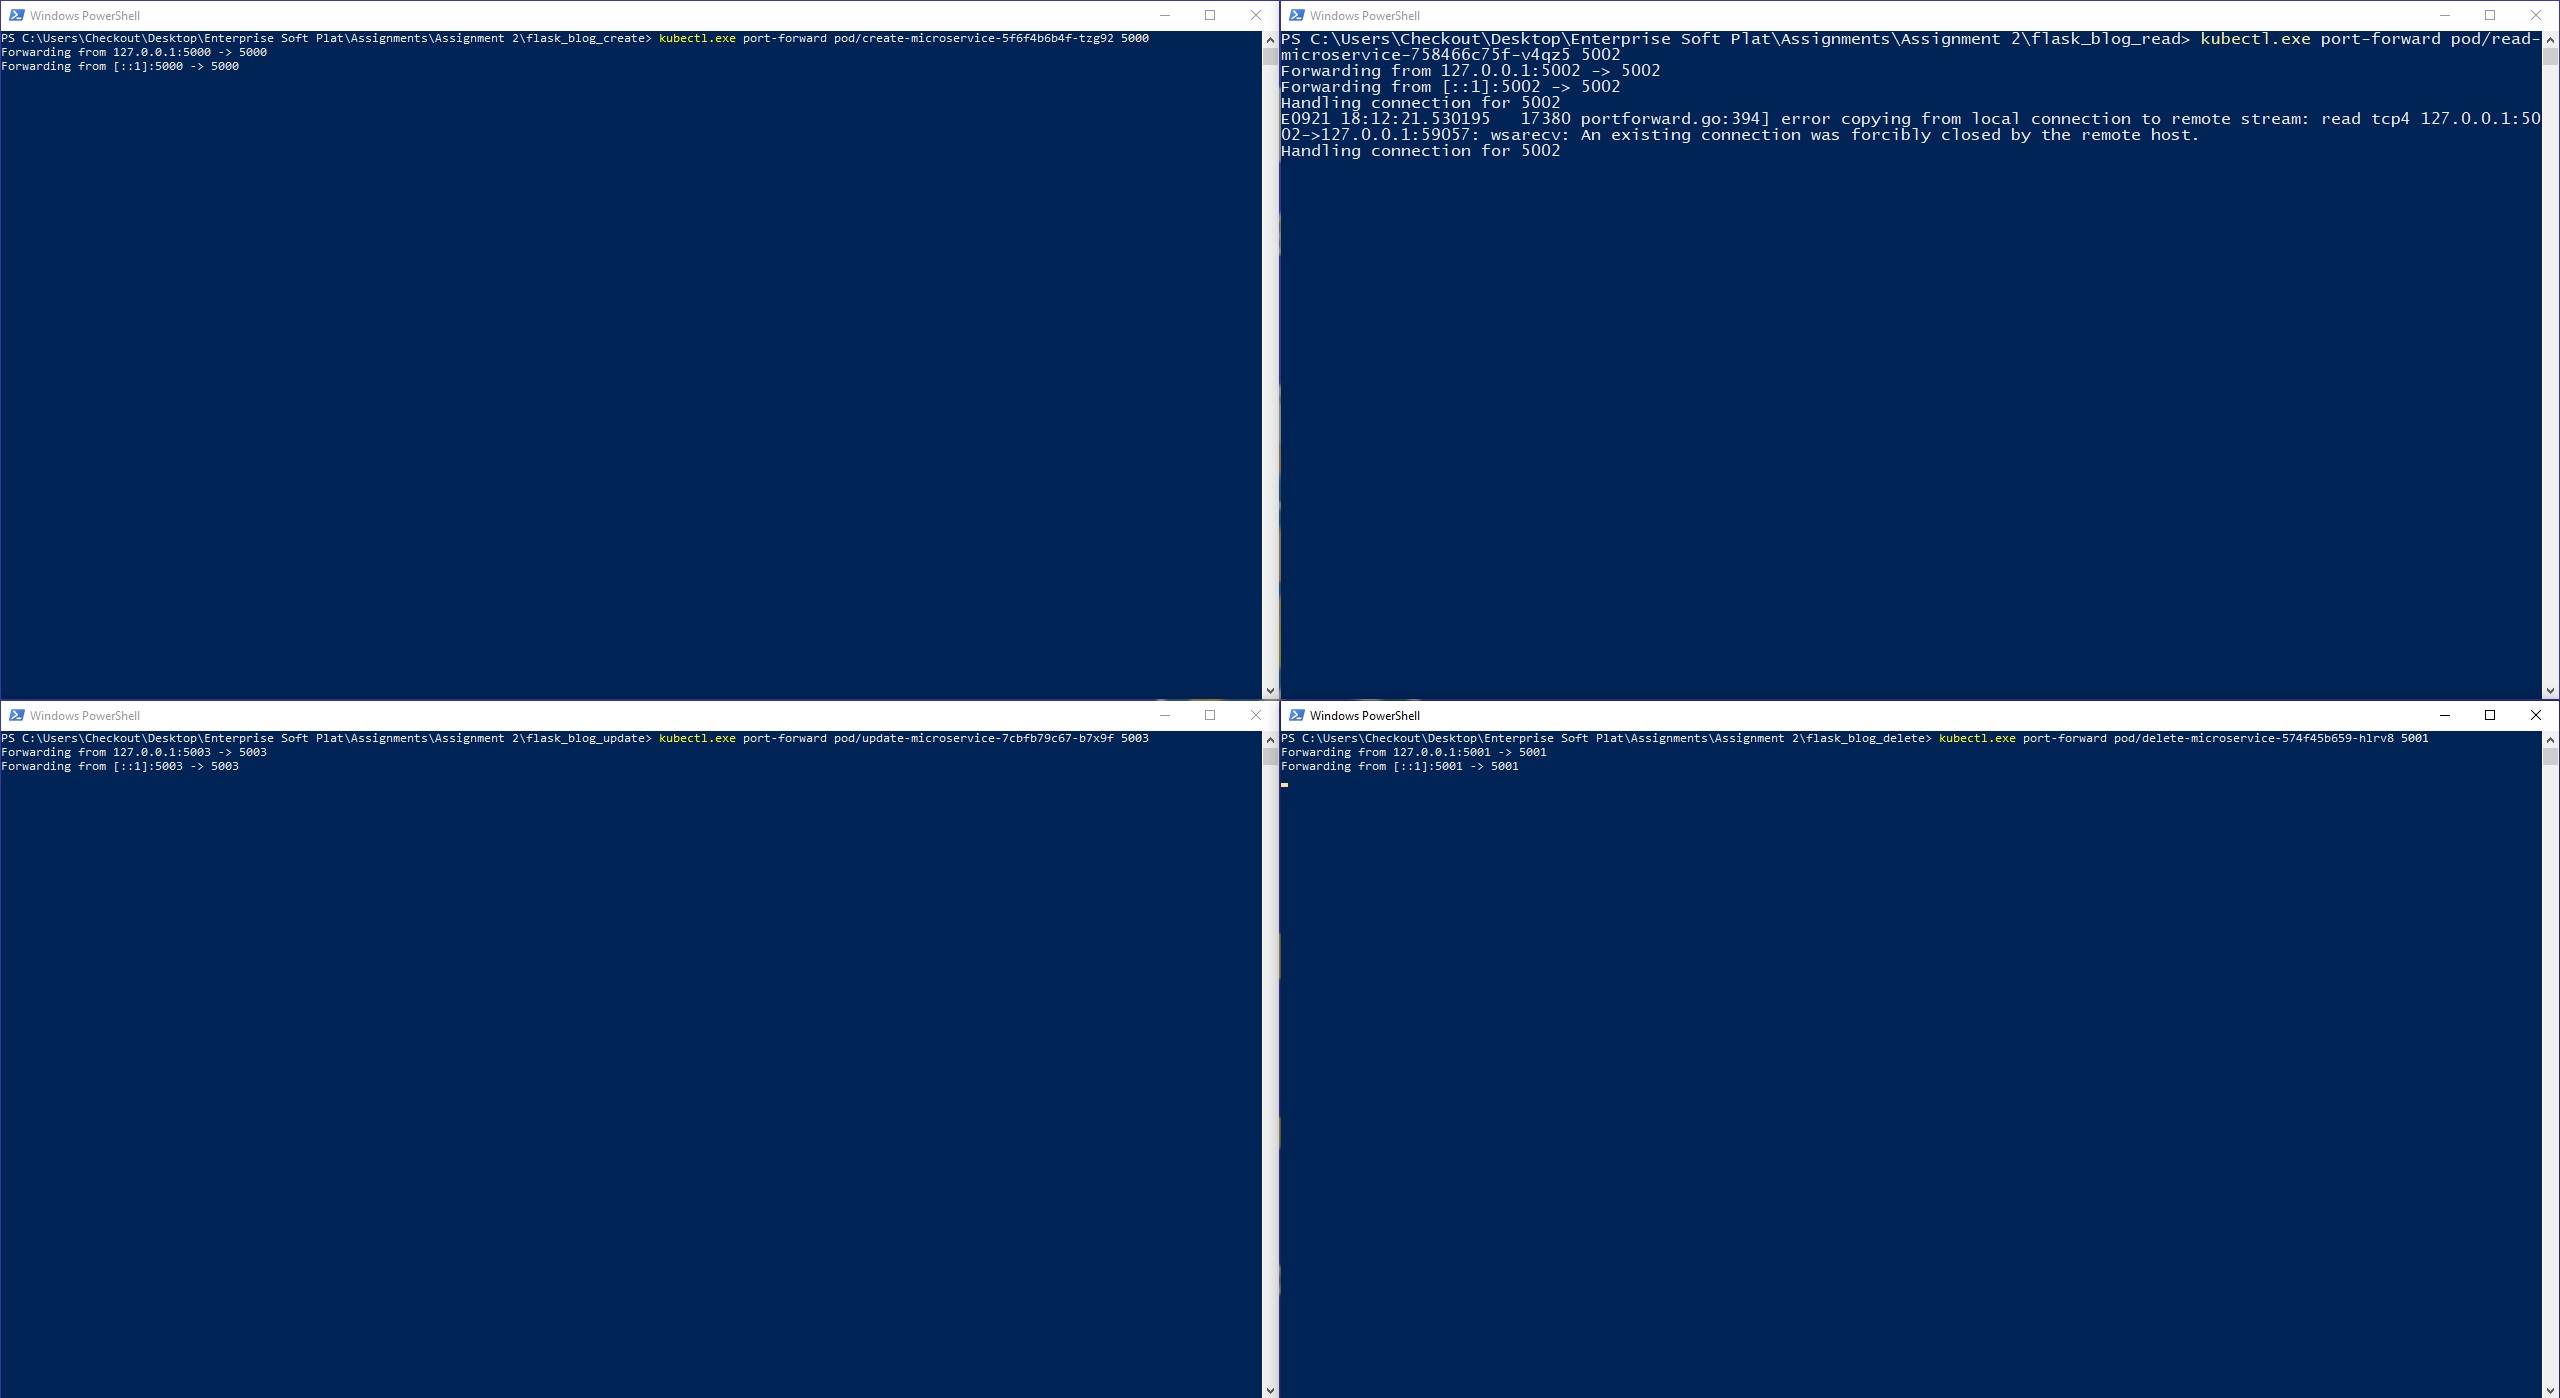 Windows PowerShell
PS C:\Users\Checkout\Desktop\Enterprise Soft Plat\Assignments\Assignment 2\flask_blog_create> kubectl.exe port-forward pod/create-microservice-5f6f4b6b4f-tzg92 5000
Forwarding from 127.0.0.1:5000 -> 5000
Forwarding from [::1]:5000 -> 5000
Windows PowerShell
PS C:\Users\Checkout\Desktop\Enterprise Soft Plat\Assignments\Assignment 2\flask_blog_read> kubectl.exe port-forward pod/read-
microservice-758466c75f-v4qz5 5002
Forwarding from 127.0.0.1:5002 -> 5002
Forwarding from [::1]:5002 -> 5002
Handling connection for 5002
E0921 18:12:21.530195   17380 portforward.go:394] error copying from local connection to remote stream: read tcp4 127.0.0.1:50
02->127.0.0.1:59057: wsarecv: An existing connection was forcibly closed by the remote host.
Handling connection for 5002
Windows PowerShell
PS C:\Users\Checkout\Desktop\Enterprise Soft Plat\Assignments\Assignment 2\flask_blog_update> kubectl.exe port-forward pod/update-microservice-7cbfb79c67-b7x9f 5003
Forwarding from 127.0.0.1:5003 -> 5003
Forwarding from [::1]:5003 -> 5003
Windows PowerShell
PS C:\Users\Checkout\Desktop\Enterprise Soft Plat\Assignments\Assignment 2\flask_blog_delete> kubectl.exe port-forward pod/delete-microservice-574f45b659-hlrv8 5001
Forwarding from 127.0.0.1:5001 -> 5001
Forwarding from [::1]:5001 -> 5001